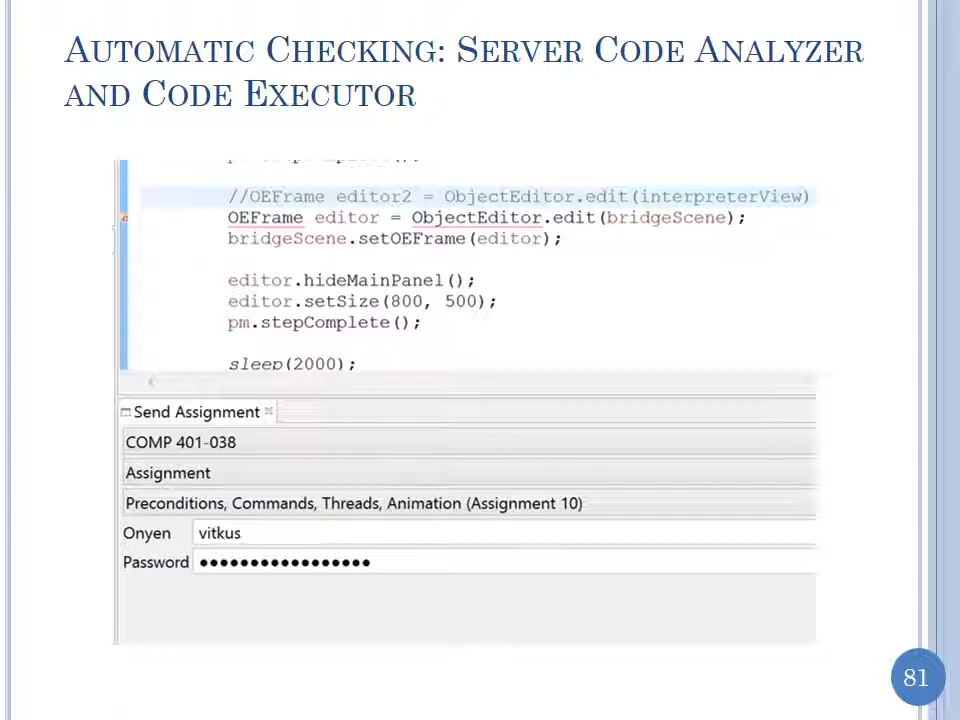 AUTOMATIC CHECKING: SERVER CODE ANALYZER
AND CODE EXECUTOR
//OEFrame editor2 = ObjectEditor.edit(interpreterView)
OEFrame editor = ObjectEditor.edit(bridgeScene);
bridgeScene.setOEFrame(editor);
editor.hideMainPanel();
editor.setSize(800, 500);
pm.stepComplete();
sleep(2000);
Send Assignment
COMP 401-038
Assignment
Preconditions, Commands, Threads, Animation (Assignment 10)
Onyen vitkus
Password ●●●●●●●●●●●●●●●●●
81